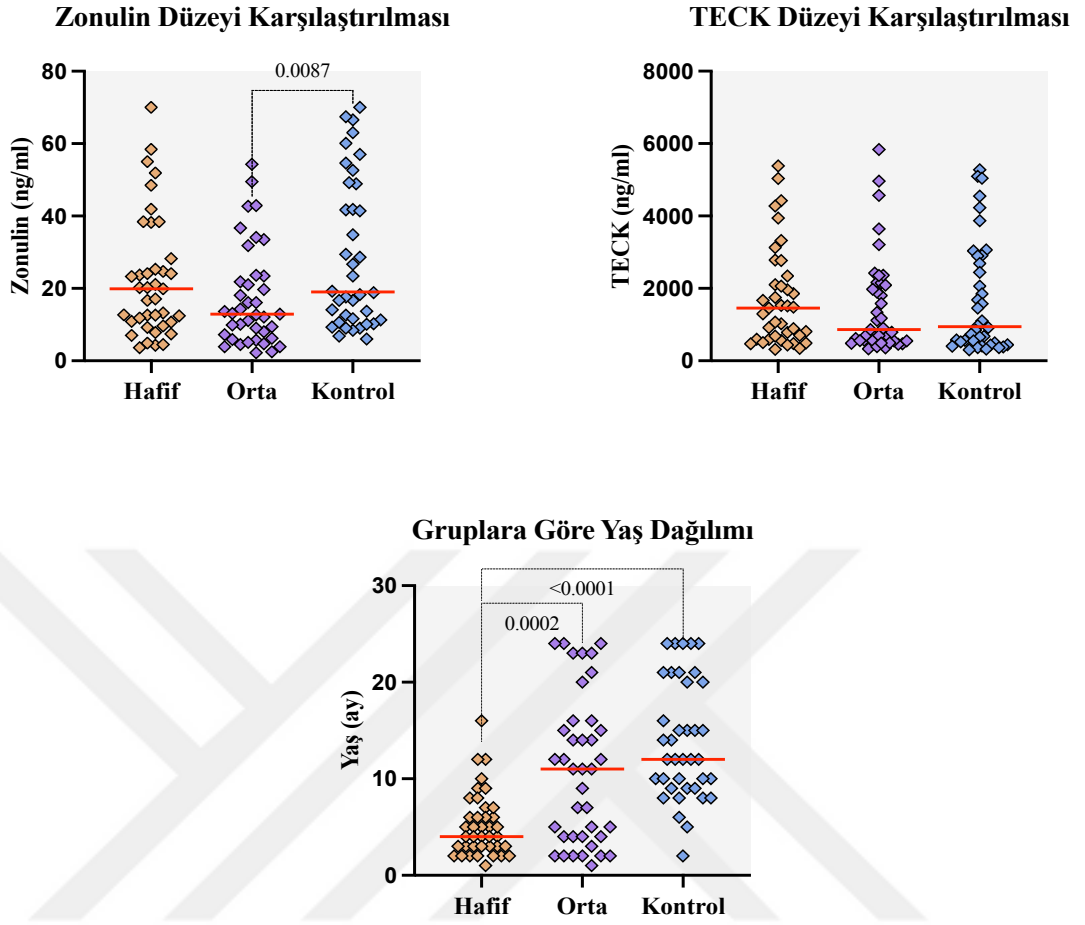 Zonulin Düzeyi Karşılaştırılması
0.0087
80
60
40
20
0
Zonulin (ng/ml)
Hafif Orta Kontrol
TECK Düzeyi Karşılaştırılması
8000
6000
4000
2000
0
TECK (ng/ml)
Hafif Orta Kontrol
Gruplara Göre Yaş Dağılımı
<0.0001
0.0002
30
20
10
0
Yaş (ay)
Hafif Orta Kontrol